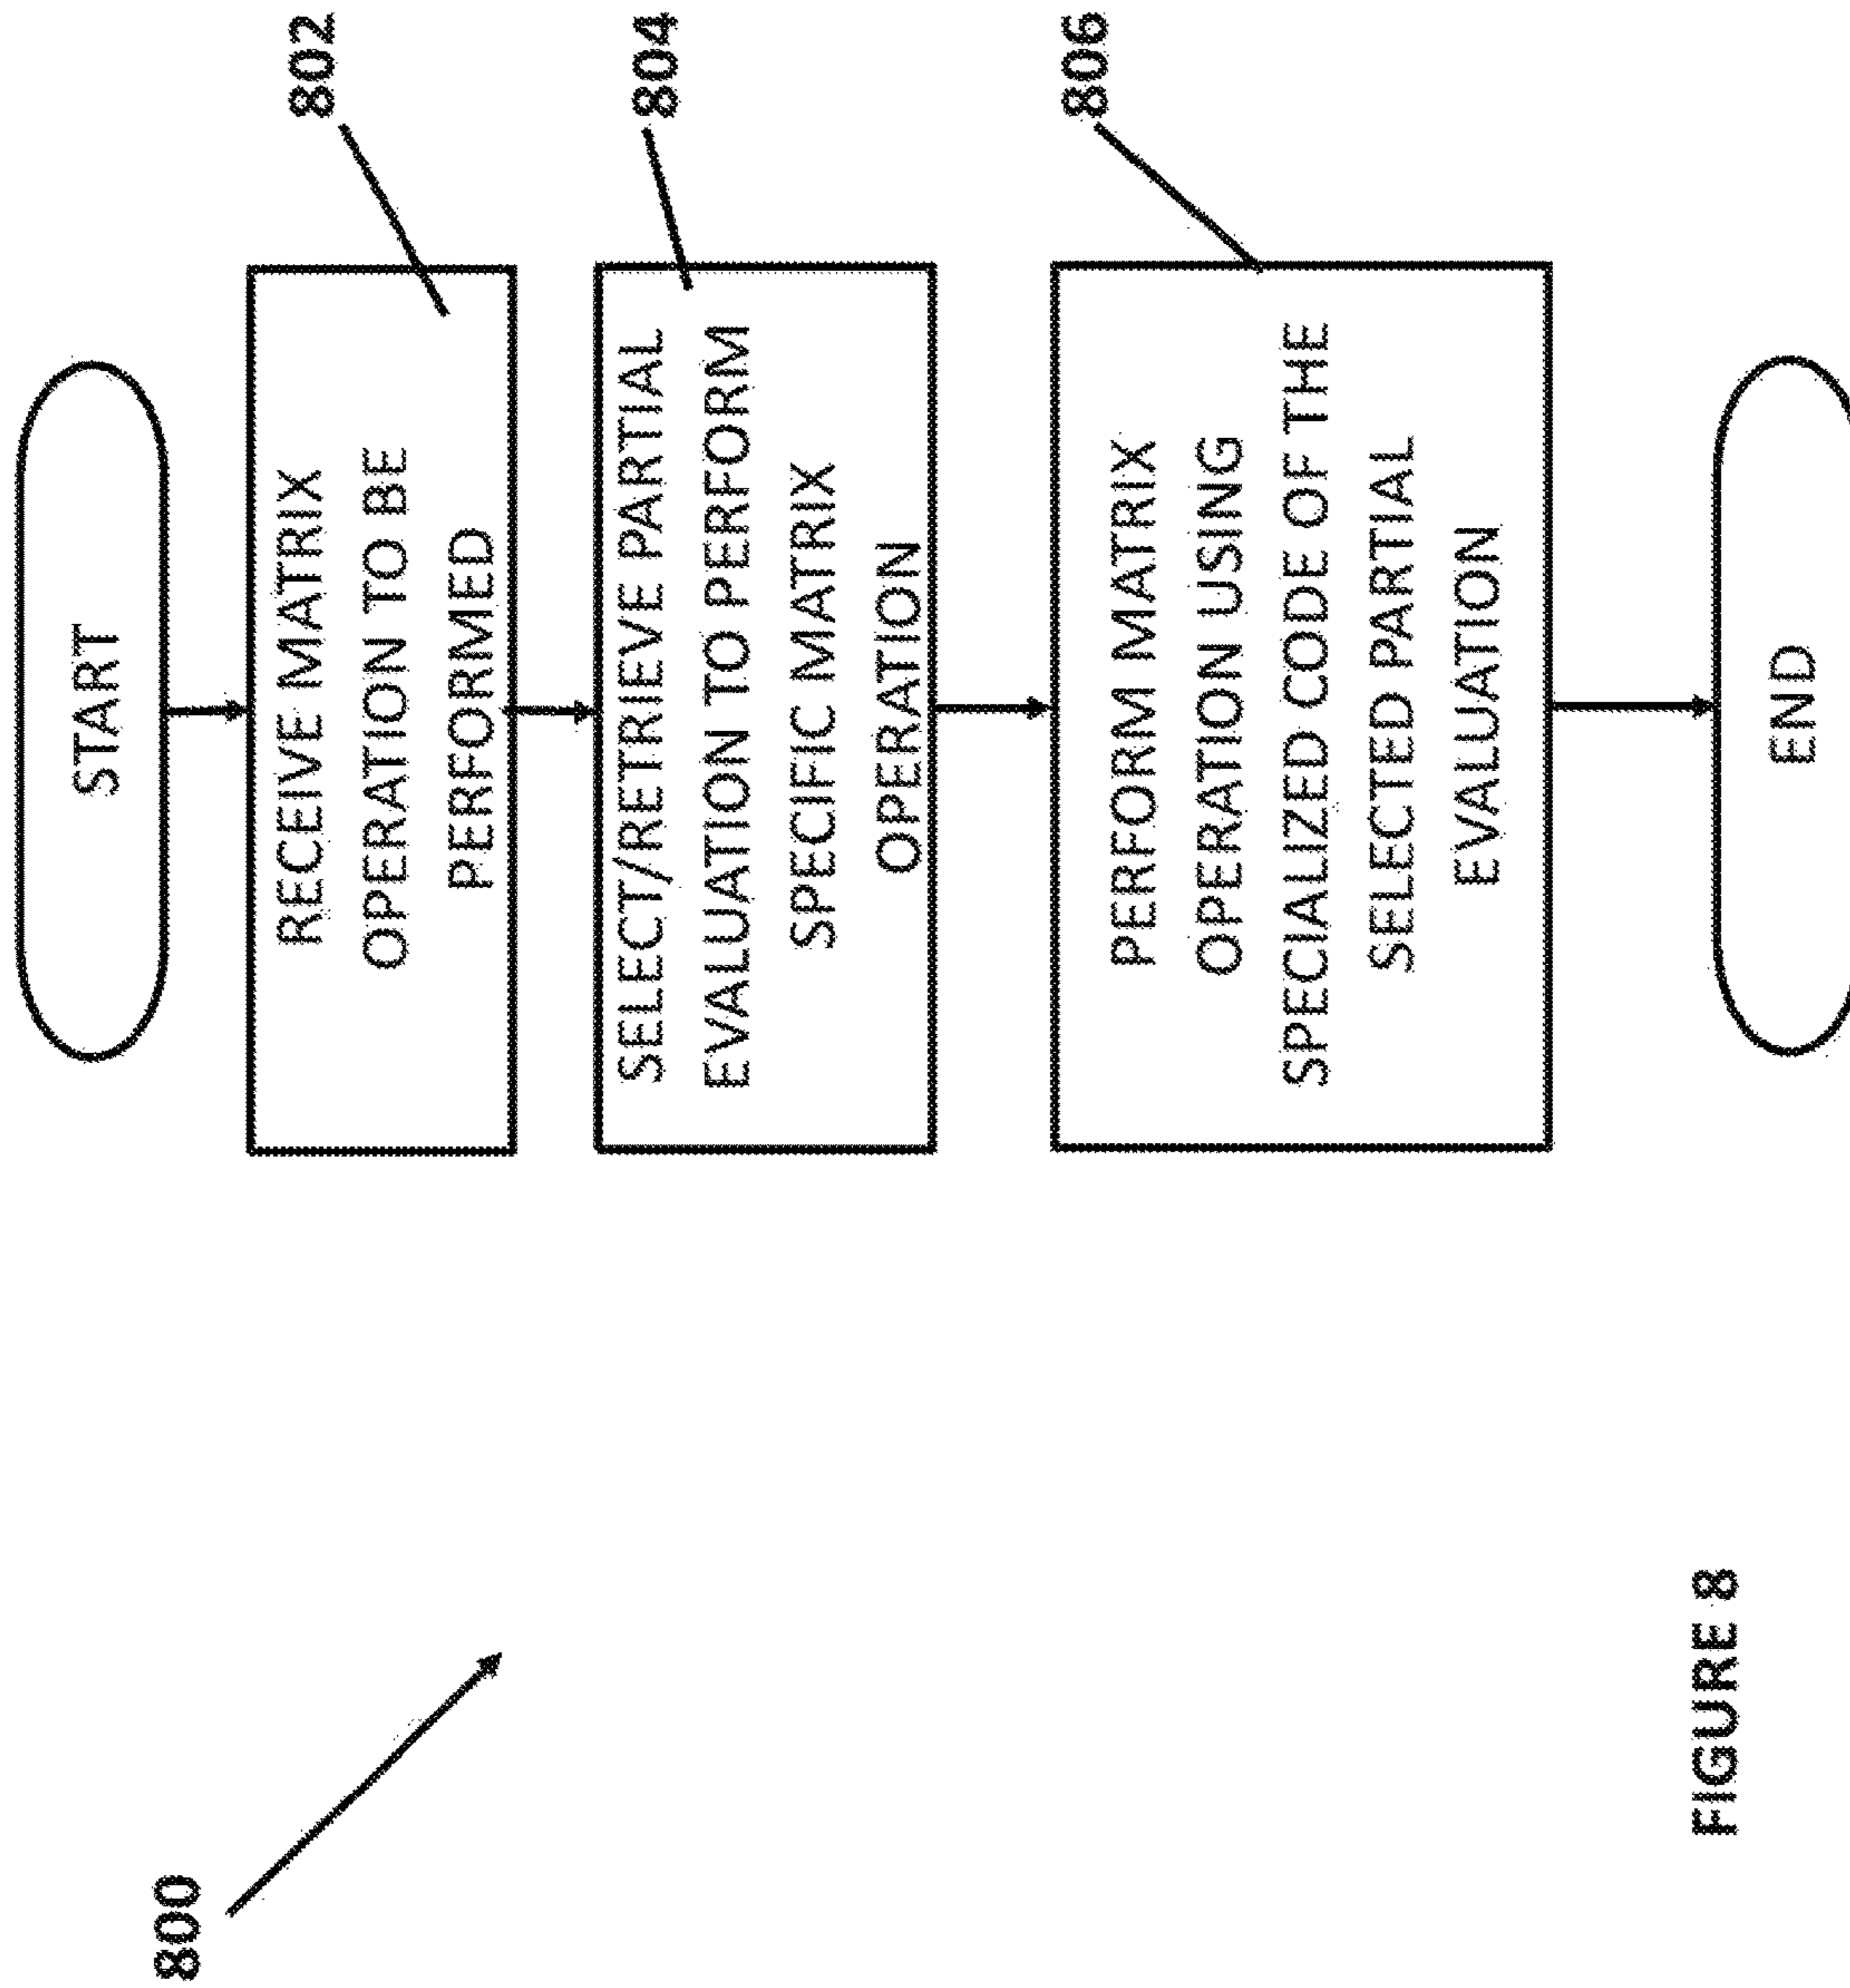 800
START
RECEIVE MATRIX
OPERATION TO BE
PERFORMED
802
SELECT/RETRIEVE PARTIAL
EVALUATION TO PERFORM
SPECIFIC MATRIX
OPERATION
804
PERFORM MATRIX
OPERATION USING
SPECIALIZED CODE OF THE
SELECTED PARTIAL
EVALUATION
806
END
FIGURE 8